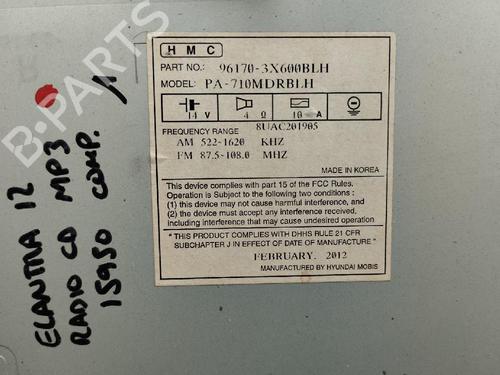 HMC
PART NO.: 96170-3X600BLH
MODEL: PA-710MDRBLH
14 V
4 Ω
10 A
8UAC201905
FREQUENCY RANGE
AM 522-1620 KHZ
FM 87.5-108.0 MHZ
MADE IN KOREA
This device complies with part 15 of the FCC Rules.
Operation is Subject to the following two conditions :
(1) this device may not cause harmful interference, and
(2) the device must accept any interference received,
including interference that may cause undesired operation
" THIS PRODUCT COMPLIES WITH DHHS RULE 21 CFR
SUBCHAPTER J IN EFFECT OF DATE OF MANUFACTURE "
FEBRUARY. 2012
MANUFACTURED BY HYUNDAI MOBIS
ELANTRA 12
RADIO CD MP3
15950 COMP.
B-PARTS